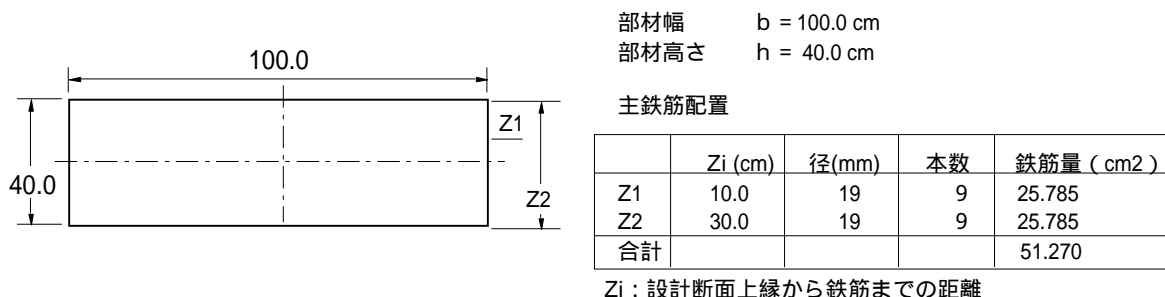 部材幅 b = 100.0 cm
部材高さ h = 40.0 cm
100.0
Z1
40.0
Z2
主鉄筋配置
Zi (cm) 径(mm) 本数 鉄筋量 ( cm2 )
Z1 10.0 19 9 25.785
Z2 30.0 19 9 25.785
合計 51.270
Zi : 設計断面上縁から鉄筋までの距離